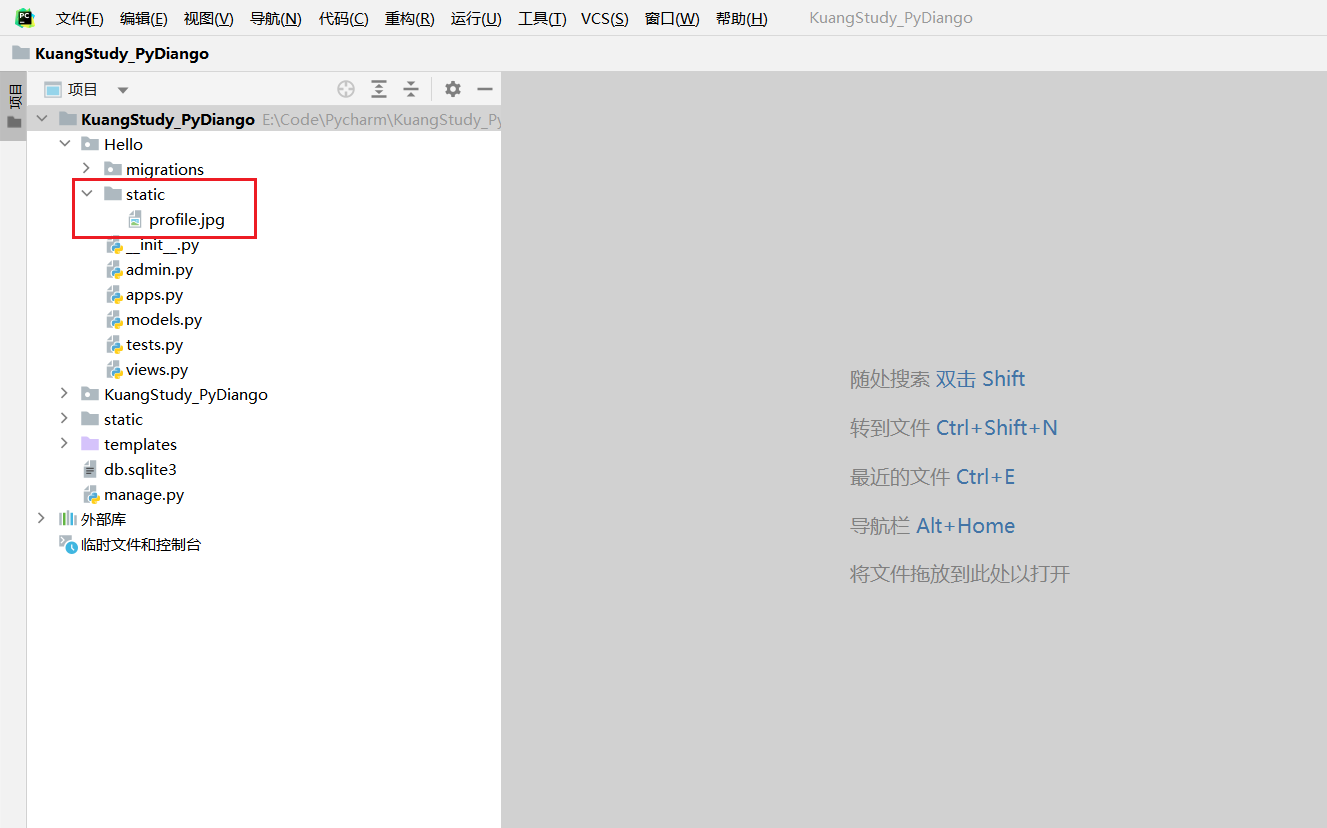 PC 文件(F) 编辑(E) 视图(V) 导航(N) 代码(C) 重构(R) 运行(U) 工具(T) VCS(S) 窗口(W) 帮助(H) KuangStudy_PyDiango
KuangStudy_PyDiango
项目
项目
KuangStudy_PyDiango E:\Code\Pycharm\KuangStudy_Py
Hello
migrations
static
profile.jpg
__init__.py
admin.py
apps.py
models.py
tests.py
views.py
KuangStudy_PyDiango
static
templates
db.sqlite3
manage.py
外部库
临时文件和控制台
随处搜索 双击 Shift
转到文件 Ctrl+Shift+N
最近的文件 Ctrl+E
导航栏 Alt+Home
将文件拖放到此处以打开